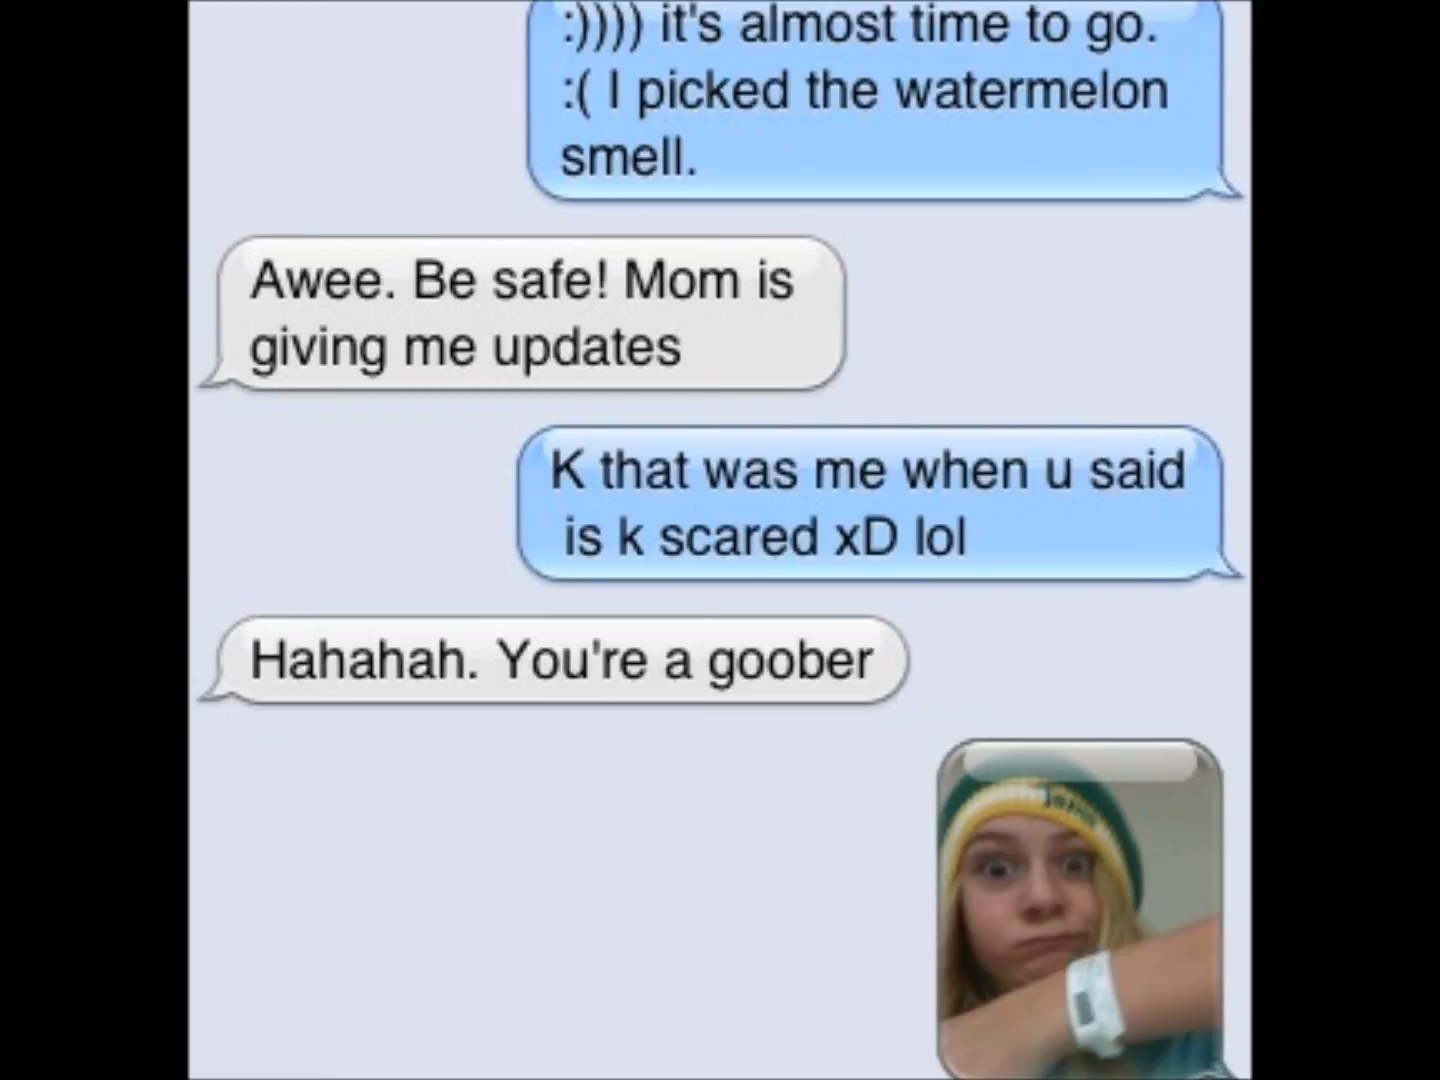 :)))) it's almost time to go.
:( I picked the watermelon
smell.
Awee. Be safe! Mom is
giving me updates
K that was me when u said
is k scared xD lol
Hahahah. You're a goober